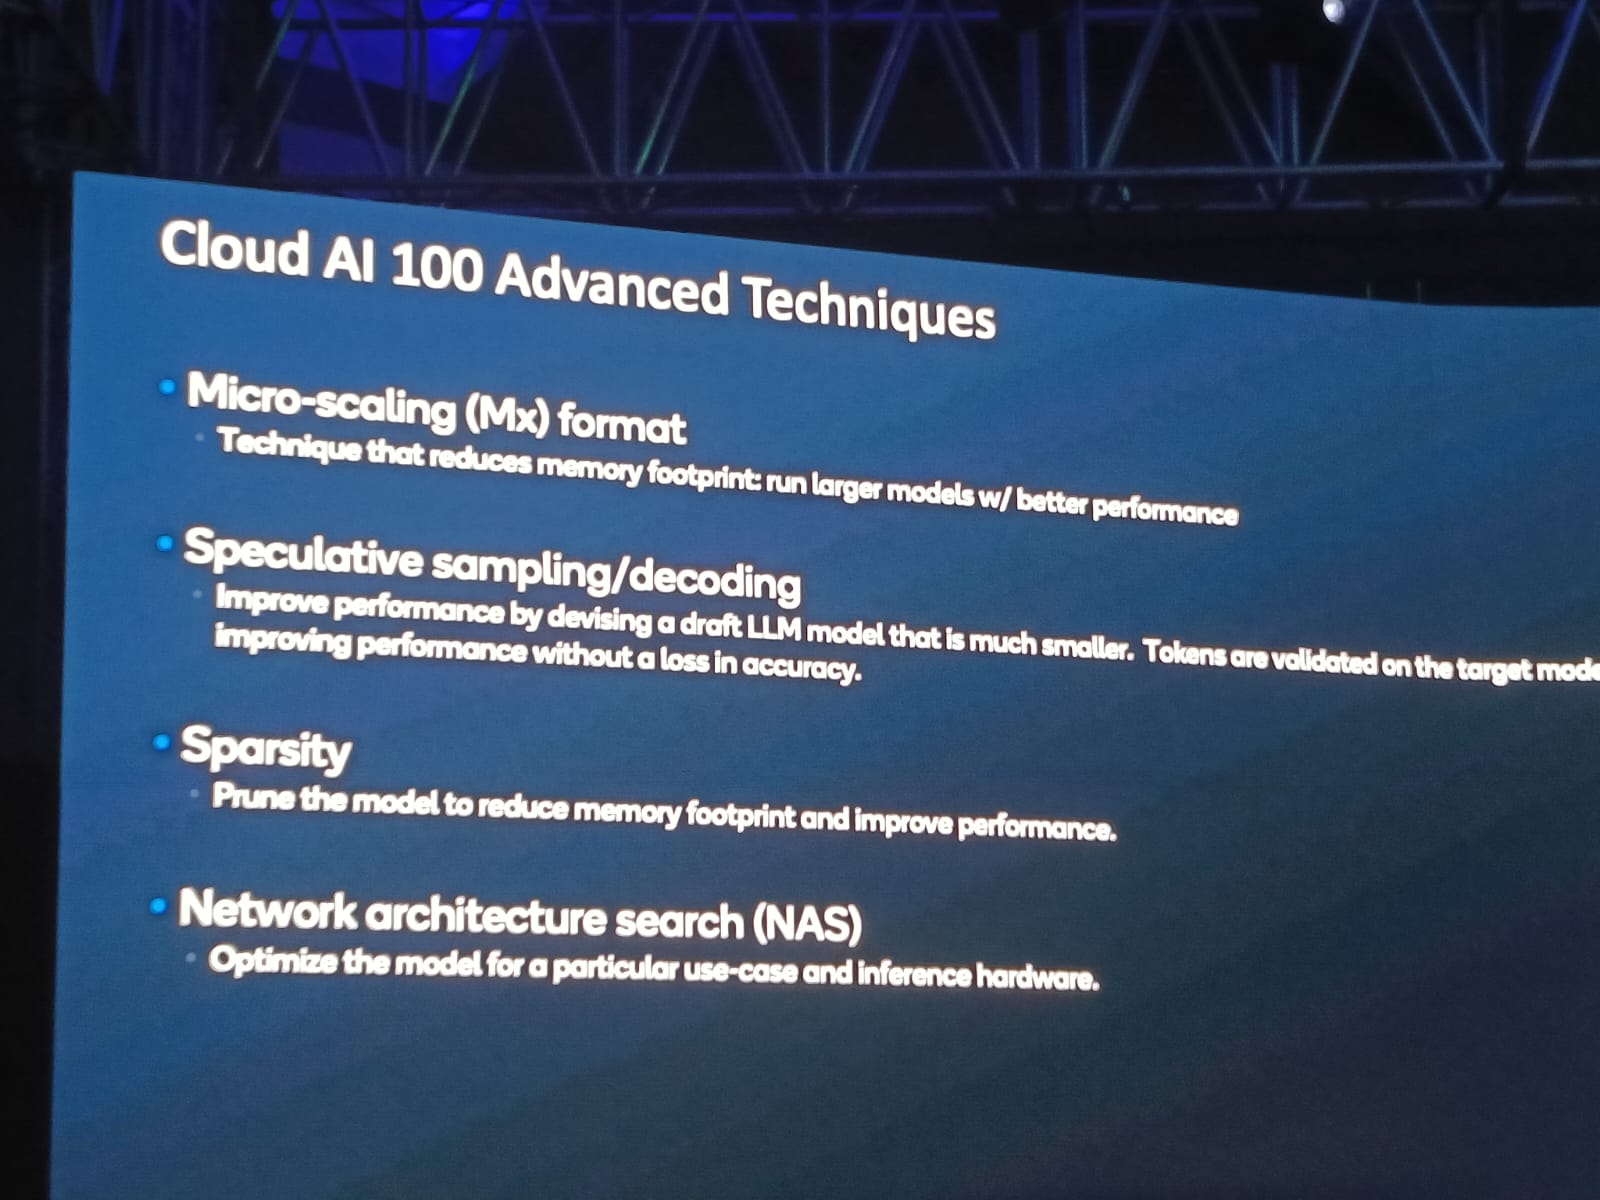 Cloud AI 100 Advanced Techniques
• Micro-scaling (Mx) format
• Technique that reduces memory footprint: run larger models w/ better performance
• Speculative sampling/decoding
• Improve performance by devising a draft LLM model that is much smaller. Tokens are validated on the target
improving performance without a loss in accuracy.
• Sparsity
• Prune the model to reduce memory footprint and improve performance.
• Network architecture search (NAS)
• Optimize the model for a particular use-case and inference hardware.